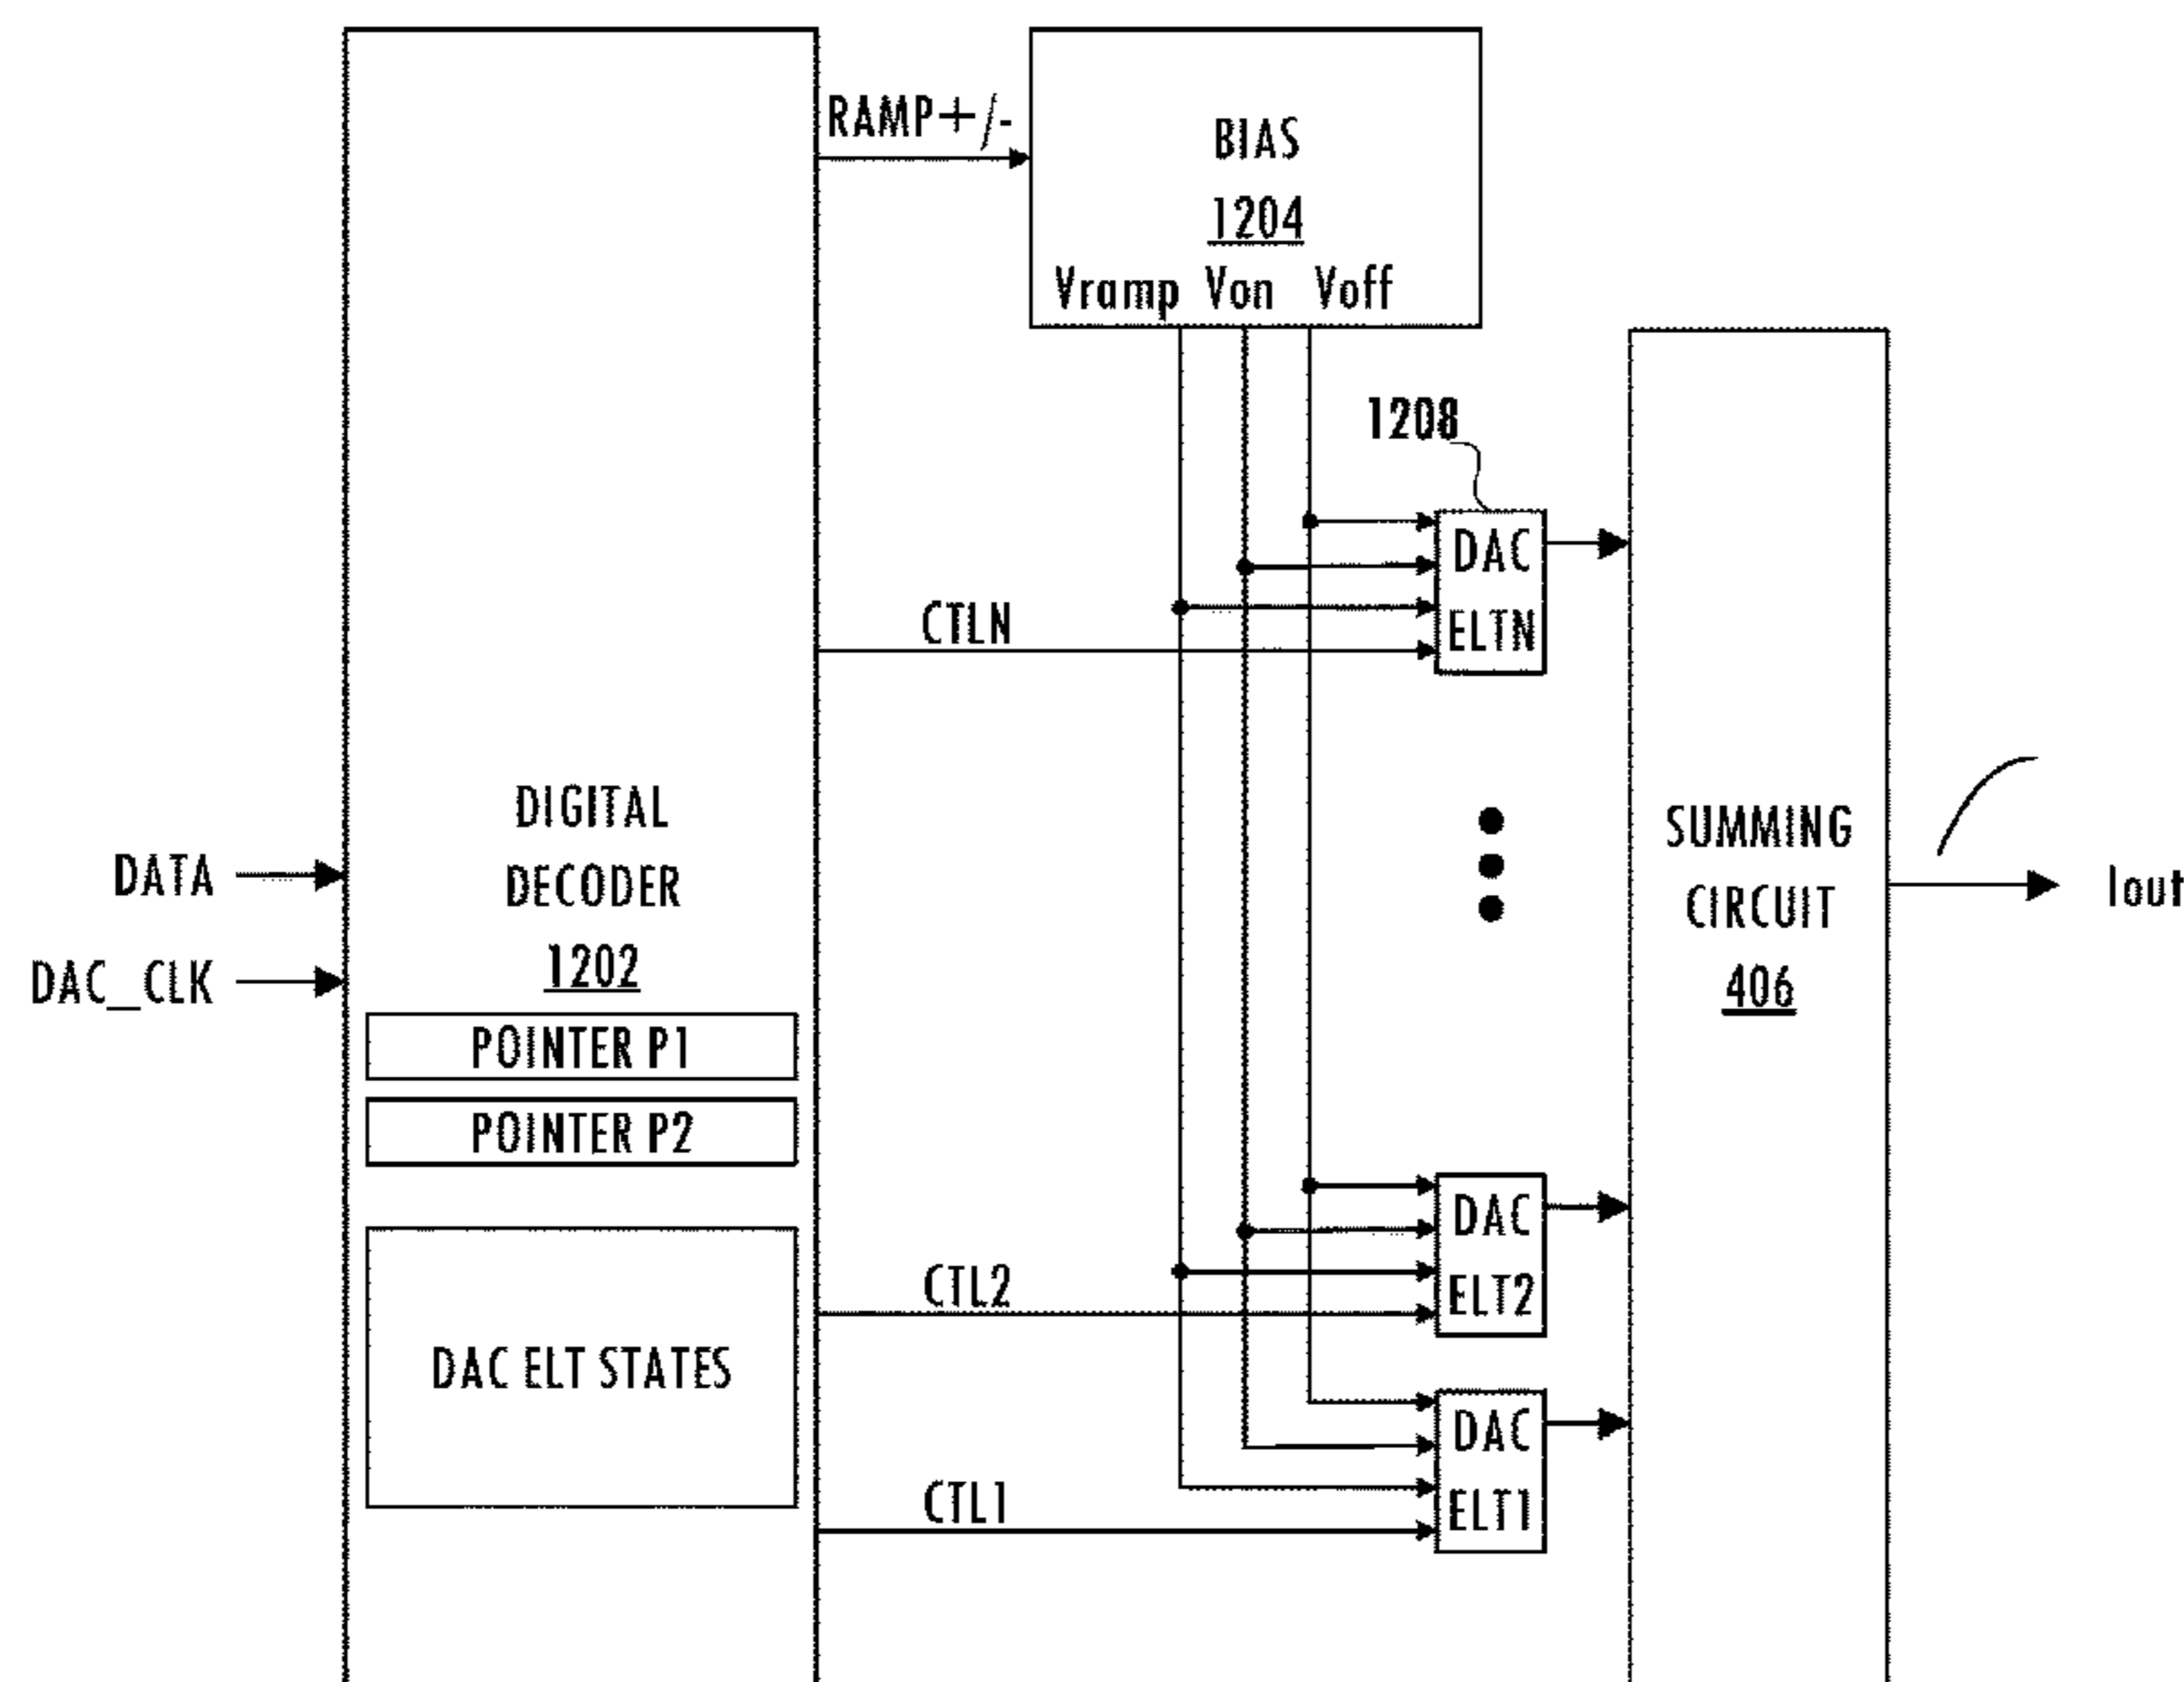 RAMP+/-
BIAS
1204
Vramp Von Voff
1208
DAC
ELTN
CTLN
DIGITAL
DECODER
1202
DATA
DAC_CLK
POINTER P1
POINTER P2
DAC ELT STATES
SUMMING
CIRCUIT
406
Iout
CTL2
DAC
ELT2
CTL1
DAC
ELT1